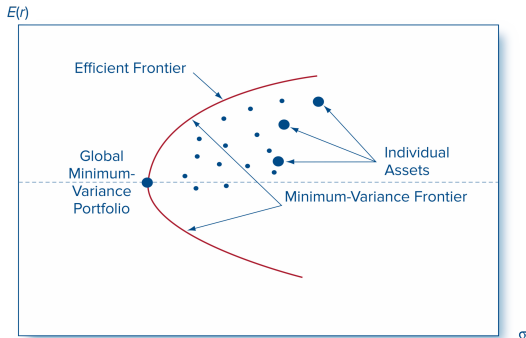 E(r)
Efficient Frontier
Global
Minimum-
Variance
Portfolio
Individual
Assets
Minimum-Variance Frontier
σ